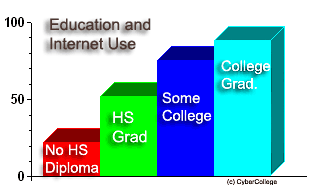 100
Education and
Internet Use
50
0
No HS
Diploma
HS
Grad
Some
College
College
Grad.
(c) CyberCollege